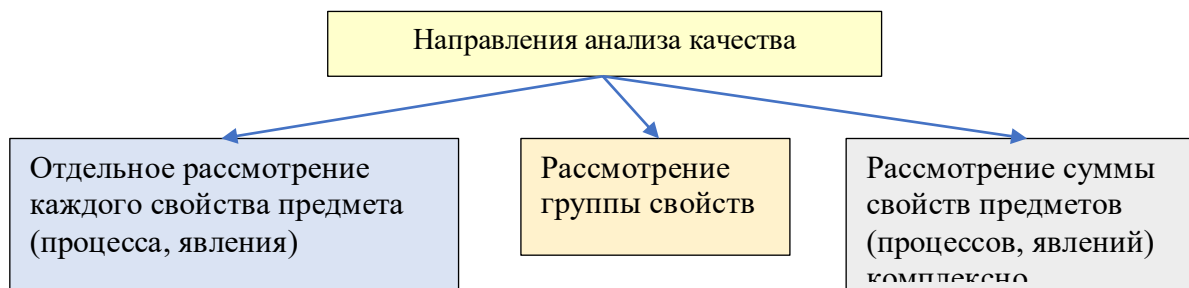 Направления анализа качества
Отдельное рассмотрение
каждого свойства предмета
(процесса, явления)
Рассмотрение
группы свойств
Рассмотрение суммы
свойств предметов
(процессов, явлений)
комплексно